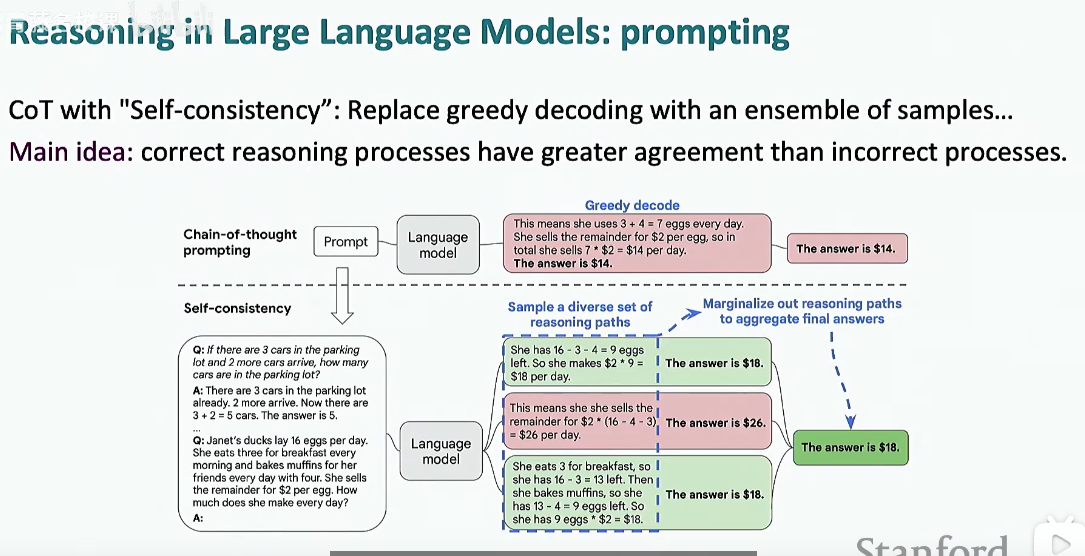 Reasoning in Large Language Models: prompting
CoT with "Self-consistency”: Replace greedy decoding with an ensemble of samples...
Main idea: correct reasoning processes have greater agreement than incorrect processes.
Greedy decode
Chain-of-thought
prompting
Prompt
Language
model
This means she uses 3 + 4 = 7 eggs every day.
She sells the remainder for $2 per egg, so in
total she sells 7 * $2 = $14 per day.
The answer is $14.
The answer is $14.
Self-consistency
Sample a diverse set of
reasoning paths
Marginalize out reasoning paths
to aggregate final answers
Q: If there are 3 cars in the parking
lot and 2 more cars arrive, how many
cars are in the parking lot?
A: There are 3 cars in the parking lot
already. 2 more arrive. Now there are
3 + 2 = 5 cars. The answer is 5.
...
Q: Janet's ducks lay 16 eggs per day.
She eats three for breakfast every
morning and bakes muffins for her
friends every day with four. She sells
the remainder for $2 per egg. How
much does she make every day?
A:
Language
model
She has 16 - 3 - 4 = 9 eggs
left. So she makes $2 * 9 =
$18 per day.
The answer is $18.
This means she she sells the
remainder for $2 * (16 - 4 - 3)
= $26 per day.
The answer is $26.
She eats 3 for breakfast, so
she has 16 - 3 = 13 left. Then
she bakes muffins, so she
has 13 - 4 = 9 eggs left. So
she has 9 eggs * $2 = $18.
The answer is $18.
The answer is $18.
Stanford